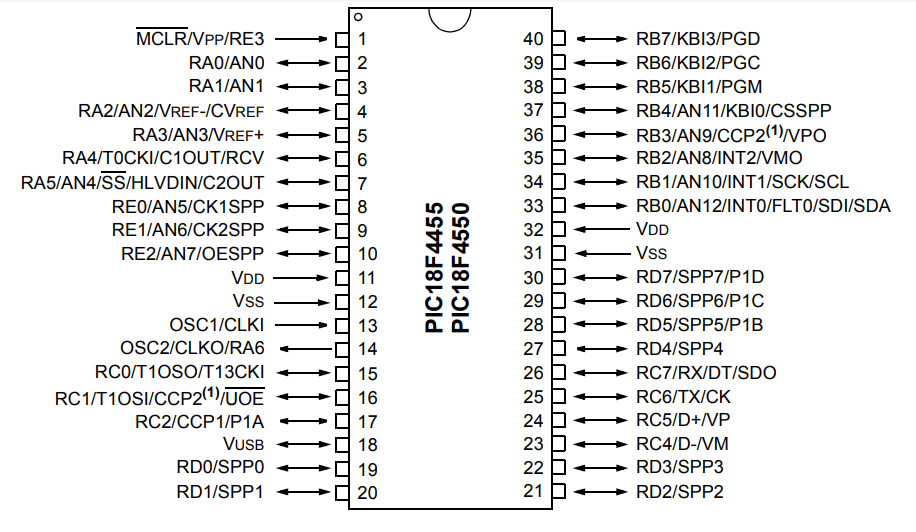 MCLR/VPP/RE3 1
RA0/AN0 2
RA1/AN1 3
RA2/AN2/VREF-/CVREF 4
RA3/AN3/VREF+ 5
RA4/T0CKI/C1OUT/RCV 6
RA5/AN4/SS/HLVDIN/C2OUT 7
RE0/AN5/CK1SPP 8
RE1/AN6/CK2SPP 9
RE2/AN7/OESPP 10
VDD 11
VSS 12
OSC1/CLKI 13
OSC2/CLKO/RA6 14
RC0/T1OSO/T13CKI 15
RC1/T1OSI/CCP2(1)/UOE 16
RC2/CCP1/P1A 17
VUSB 18
RD0/SPP0 19
RD1/SPP1 20
PIC18F4455
PIC18F4550
40 RB7/KBI3/PGD
39 RB6/KBI2/PGC
38 RB5/KBI1/PGM
37 RB4/AN11/KBI0/CSSPP
36 RB3/AN9/CCP2(1)/VPO
35 RB2/AN8/INT2/VMO
34 RB1/AN10/INT1/SCK/SCL
33 RB0/AN12/INT0/FLT0/SDI/SDA
32 VDD
31 VSS
30 RD7/SPP7/P1D
29 RD6/SPP6/P1C
28 RD5/SPP5/P1B
27 RD4/SPP4
26 RC7/RX/DT/SDO
25 RC6/TX/CK
24 RC5/D+/VP
23 RC4/D-/VM
22 RD3/SPP3
21 RD2/SPP2